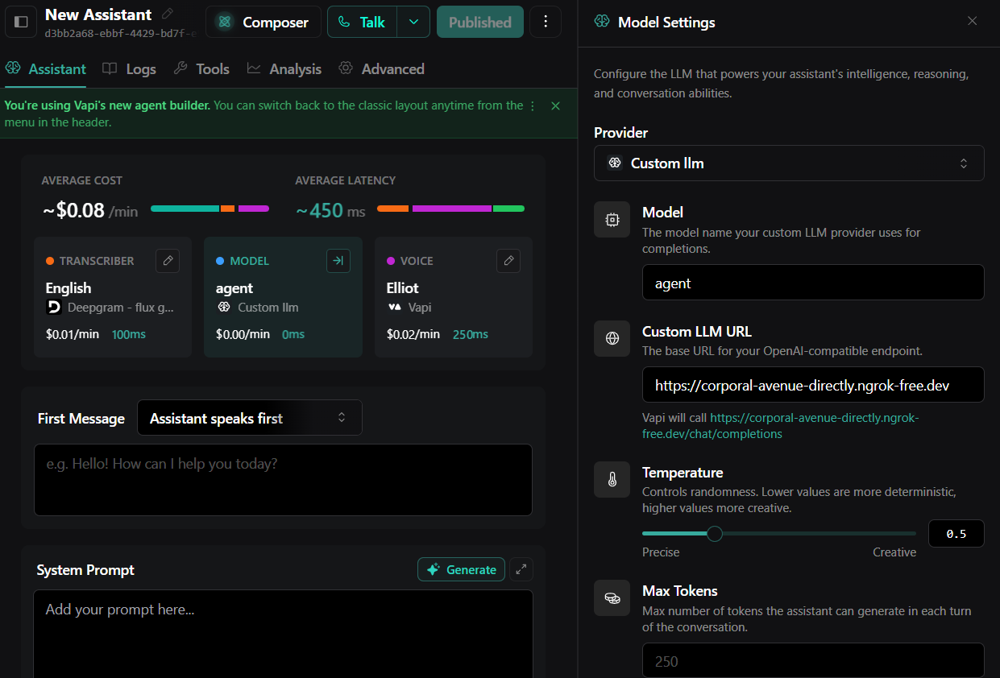 New Assistant
d3bb2a68-ebbf-4429-bd7f-e
Composer
Talk
Published
Assistant
Logs
Tools
Analysis
Advanced
You're using Vapi's new agent builder. You can switch back to the classic layout anytime from the
menu in the header.
AVERAGE COST
~$0.08 /min
AVERAGE LATENCY
~450 ms
TRANSCRIBER
English
Deepgram - flux g...
$0.01/min 100ms
MODEL
agent
Custom llm
$0.00/min 0ms
VOICE
Elliot
Vapi
$0.02/min 250ms
First Message
Assistant speaks first
e.g. Hello! How can I help you today?
System Prompt
Generate
Add your prompt here...
Model Settings
Configure the LLM that powers your assistant's intelligence, reasoning,
and conversation abilities.
Provider
Custom llm
Model
The model name your custom LLM provider uses for
completions.
agent
Custom LLM URL
The base URL for your OpenAI-compatible endpoint.
https://corporal-avenue-directly.ngrok-free.dev
Vapi will call https://corporal-avenue-directly.ngrok-
free.dev/chat/completions
Temperature
Controls randomness. Lower values are more deterministic,
higher values more creative.
0.5
Precise
Creative
Max Tokens
Max number of tokens the assistant can generate in each turn
of the conversation.
250